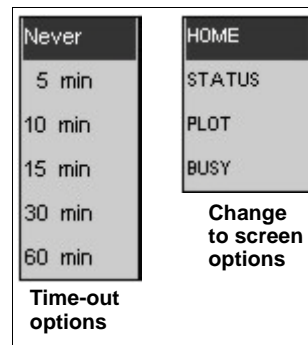 Never
5 min
10 min
15 min
30 min
60 min
Time-out
options
HOME
STATUS
PLOT
BUSY
Change
to screen
options